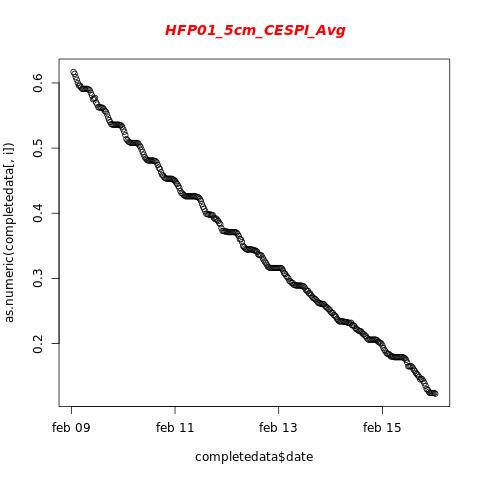 HFP01_5cm_CESPI_Avg
as.numeric(completedata[, i])
0.6
0.5
0.4
0.3
0.2
feb 09 feb 11 feb 13 feb 15
completedata$date